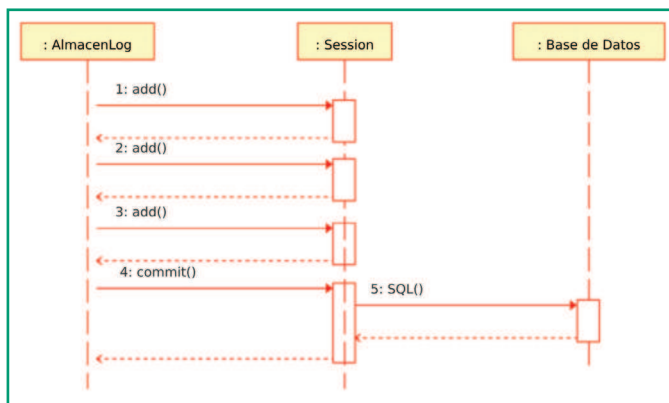 : AlmacenLog
: Session
: Base de Datos
1: add()
2: add()
3: add()
4: commit()
5: SQL()